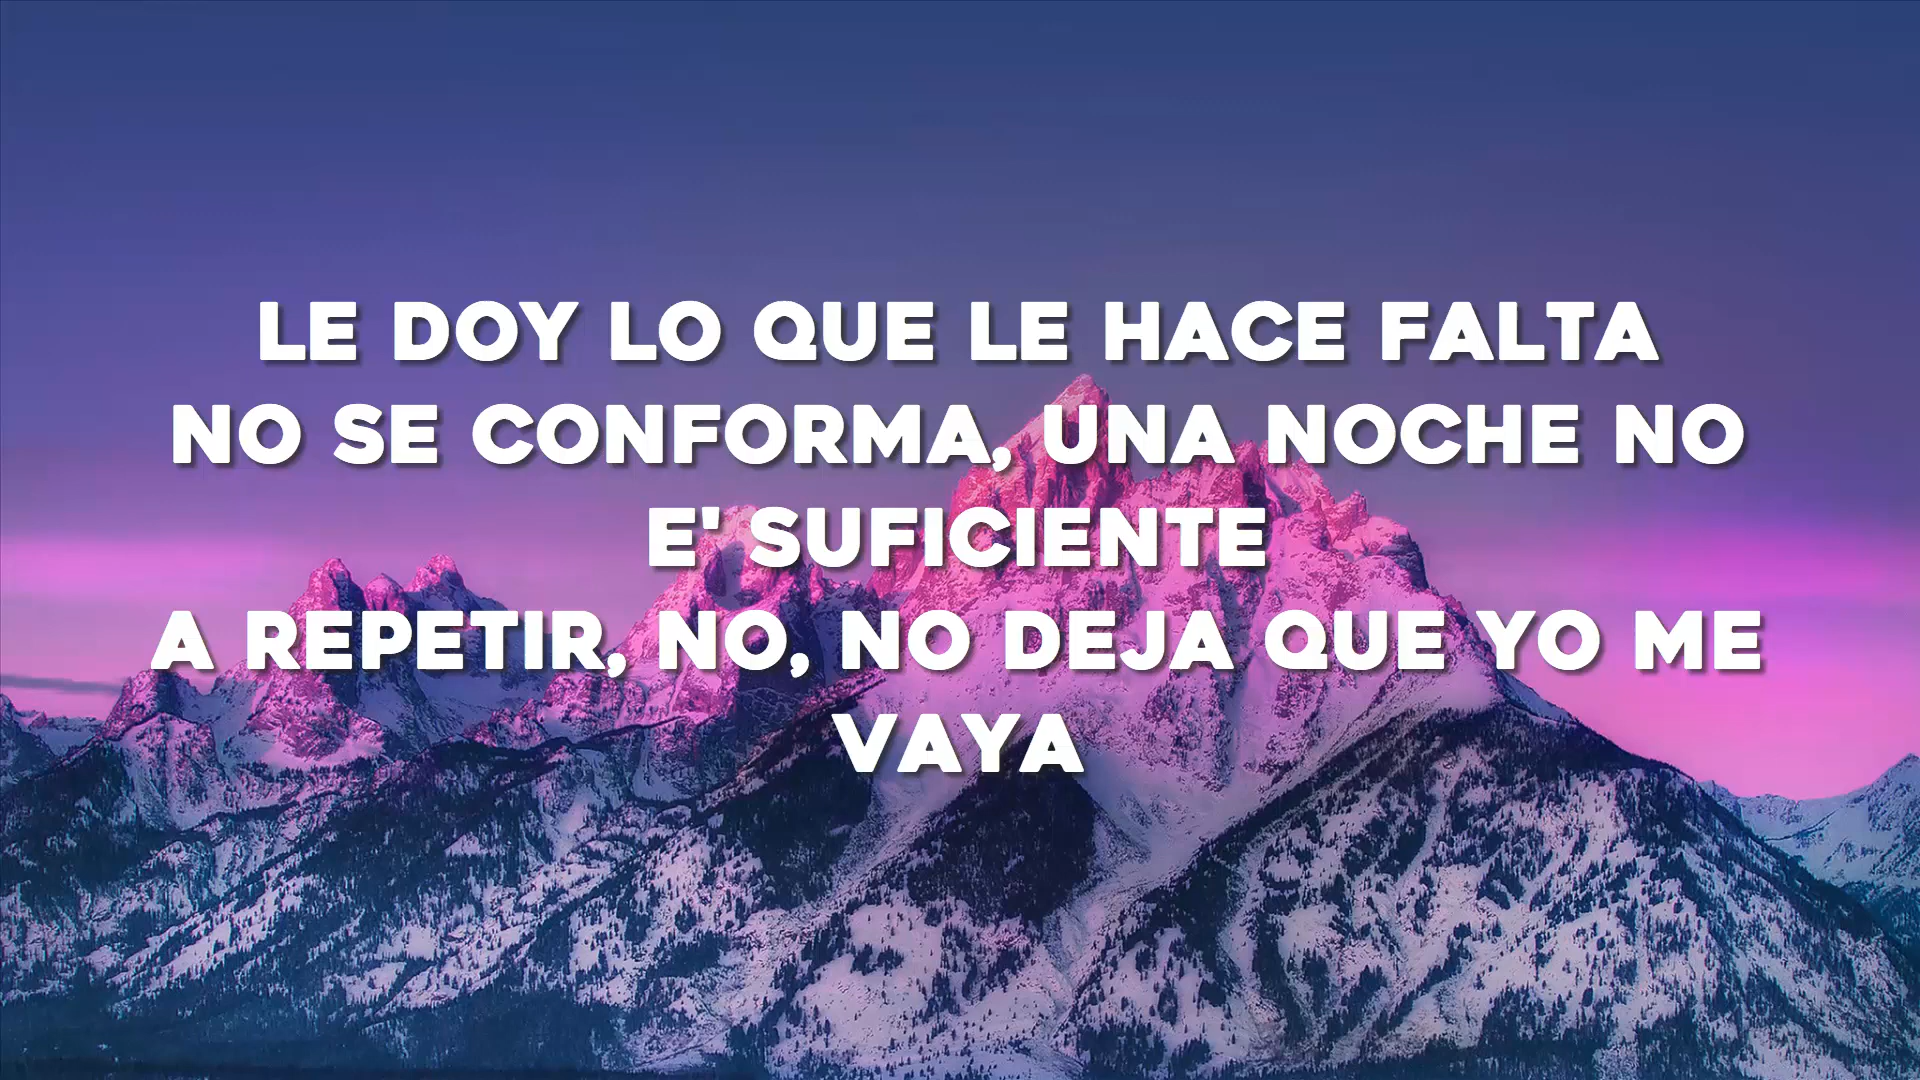 LE DOY LO QUE LE HACE FALTA
NO SE CONFORMA, UNA NOCHE NO
E' SUFICIENTE
A REPETIR, NO, NO DEJA QUE YO ME
VAYA